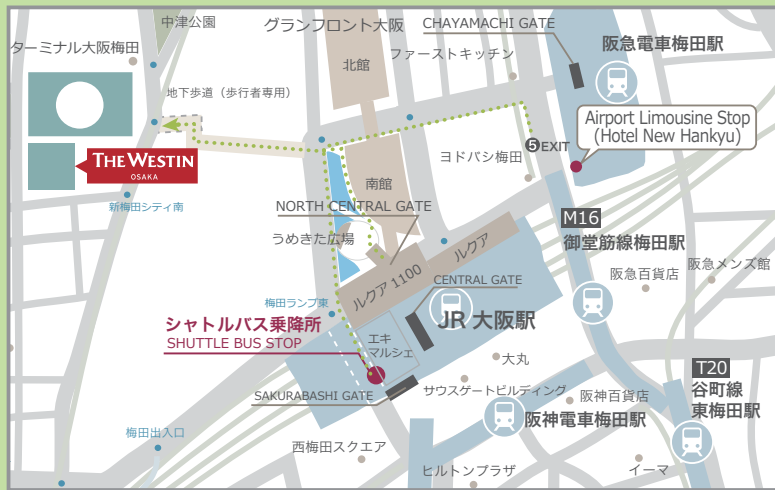 中津公園
グランフロント大阪
CHAYAMACHI GATE
ターミナル大阪梅田
北館
ファーストキッチン
阪急電車梅田駅
地下歩道（歩行者専用）
Airport Limousine Stop
(Hotel New Hankyu)
5 EXIT
ヨドバシ梅田
THE WESTIN
OSAKA
南館
新梅田シティ南
NORTH CENTRAL GATE
M16
御堂筋線梅田駅
うめきた広場
ルクア
ルクア 1100
阪急百貨店
阪急メンズ館
CENTRAL GATE
梅田ランプ東
シャトルバス乗降所
SHUTTLE BUS STOP
JR 大阪駅
エキ
マルシェ
大丸
T20
谷町線
東梅田駅
SAKURABASHI GATE
サウスゲートビルディング
阪神百貨店
阪神電車梅田駅
梅田出入口
西梅田スクエア
ヒルトンプラザ
イーマ